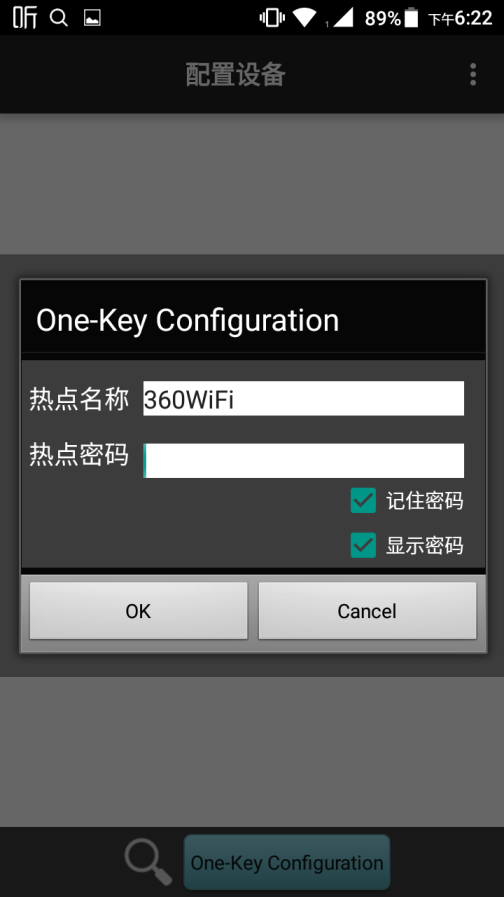 听 89% 下午6:22
配置设备
One-Key Configuration
热点名称 360WiFi
热点密码
记住密码
显示密码
OK Cancel
One-Key Configuration